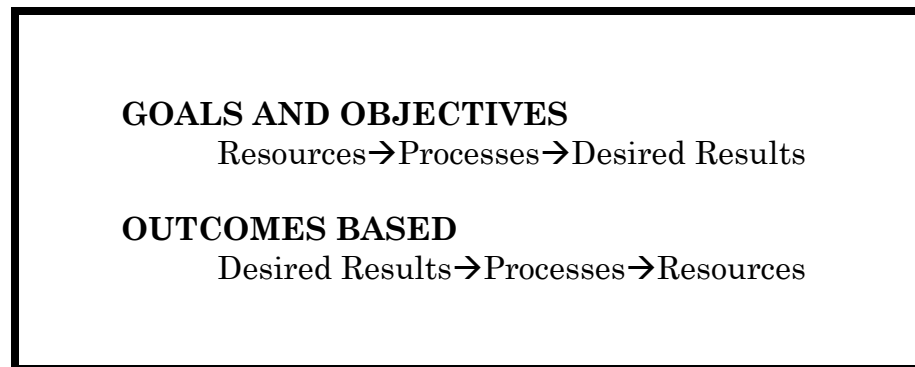 GOALS AND OBJECTIVES
Resources→Processes→Desired Results
OUTCOMES BASED
Desired Results→Processes→Resources